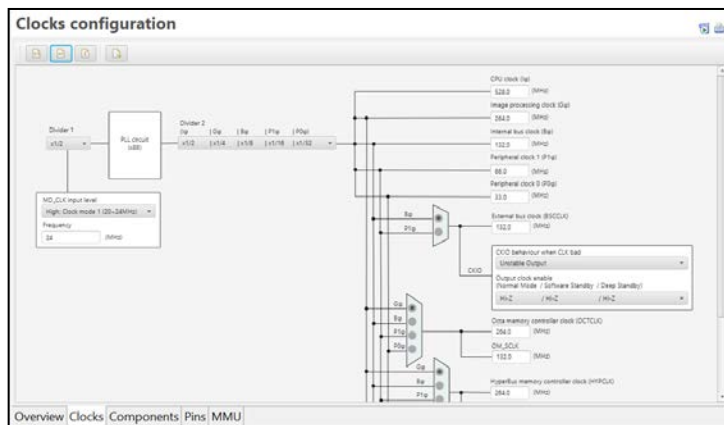 Clocks configuration
CPU clock (Iφ)
528.0 (MHz)
Image processing clock (Gφ)
264.0 (MHz)
Divider 1
x1/2
PLL circuit
(x88)
Divider 2
(Iφ | Gφ | Bφ | P1φ | P0φ)
x1/2 | x1/4 | x1/8 | x1/16 | x1/32
Internal bus clock (Bφ)
132.0 (MHz)
Peripheral clock 1 (P1φ)
66.0 (MHz)
Peripheral clock 0 (P0φ)
33.0 (MHz)
MD_CLK input level
High: Clock mode 1 (20~24MHz)
Frequency
24 (MHz)
Bφ
P1φ
External bus clock (BSCCLK)
132.0 (MHz)
CKIO
CKIO behaviour when CLK bad
Unstable Output
Output clock enable
(Normal Mode / Software Standby / Deep Standby)
Hi-Z / Hi-Z / Hi-Z
Gφ
Bφ
P1φ
P0φ
Octa memory controller clock (OCTCLK)
264.0 (MHz)
OM_SCLK
132.0 (MHz)
Gφ
Bφ
P1φ
HyperBus memory controller clock (HYPCLK)
264.0 (MHz)
Overview Clocks Components Pins MMU